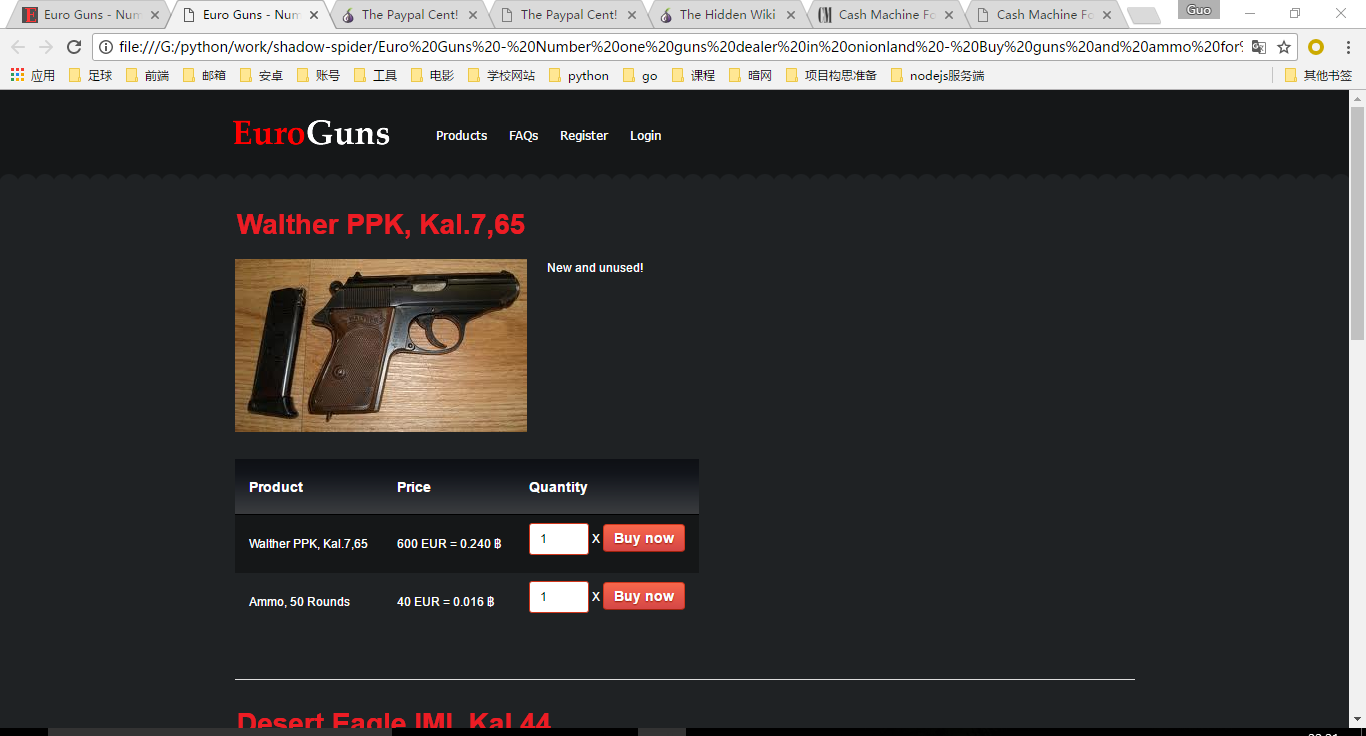 Euro Guns - Num
Euro Guns - Num
The Paypal Cent!
The Paypal Cent!
The Hidden Wiki
Cash Machine Fo
Cash Machine Fo
Guo
file:///G:/python/work/shadow-spider/Euro%20Guns%20-%20Number%20one%20guns%20dealer%20in%20onionland%20-%20Buy%20guns%20and%20ammo%20for%
应用 足球 前端 邮箱 安卓 账号 工具 电影 学校网站 python go 课程 暗网 项目构思准备 nodejs服务端 其他书签
EuroGuns Products FAQs Register Login
Walther PPK, Kal.7,65
New and unused!
Product Price Quantity
Walther PPK, Kal.7,65 600 EUR = 0.240 ฿ 1 X Buy now
Ammo, 50 Rounds 40 EUR = 0.016 ฿ 1 X Buy now
Desert Eagle IMI, Kal.44